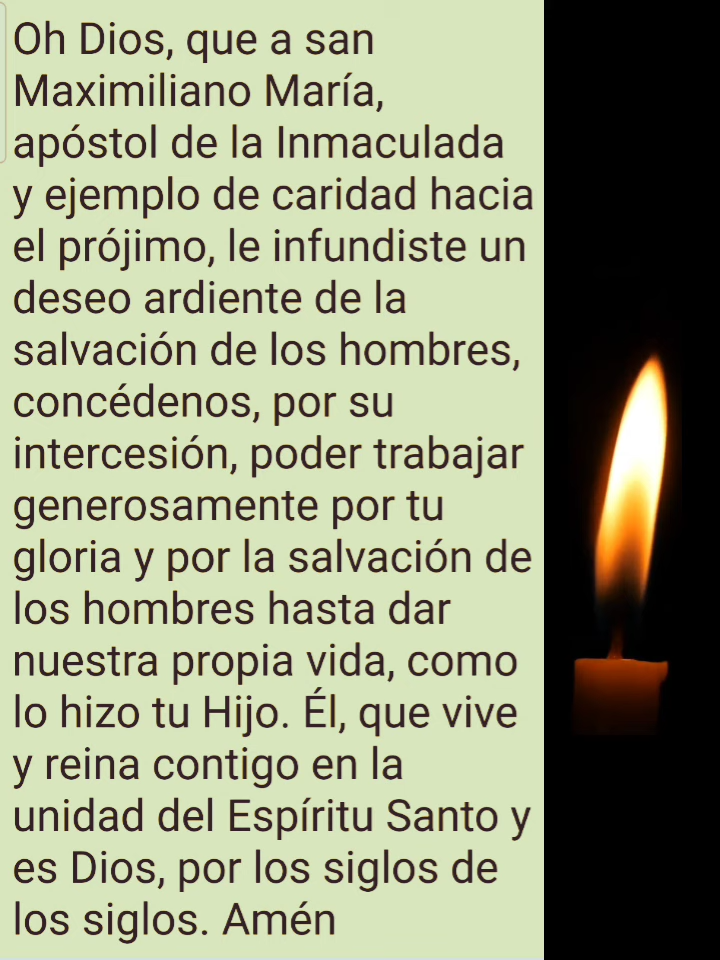 Oh Dios, que a san
Maximiliano María,
apóstol de la Inmaculada
y ejemplo de caridad hacia
el prójimo, le infundiste un
deseo ardiente de la
salvación de los hombres,
concédenos, por su
intercesión, poder trabajar
generosamente por tu
gloria y por la salvación de
los hombres hasta dar
nuestra propia vida, como
lo hizo tu Hijo. Él, que vive
y reina contigo en la
unidad del Espíritu Santo y
es Dios, por los siglos de
los siglos. Amén